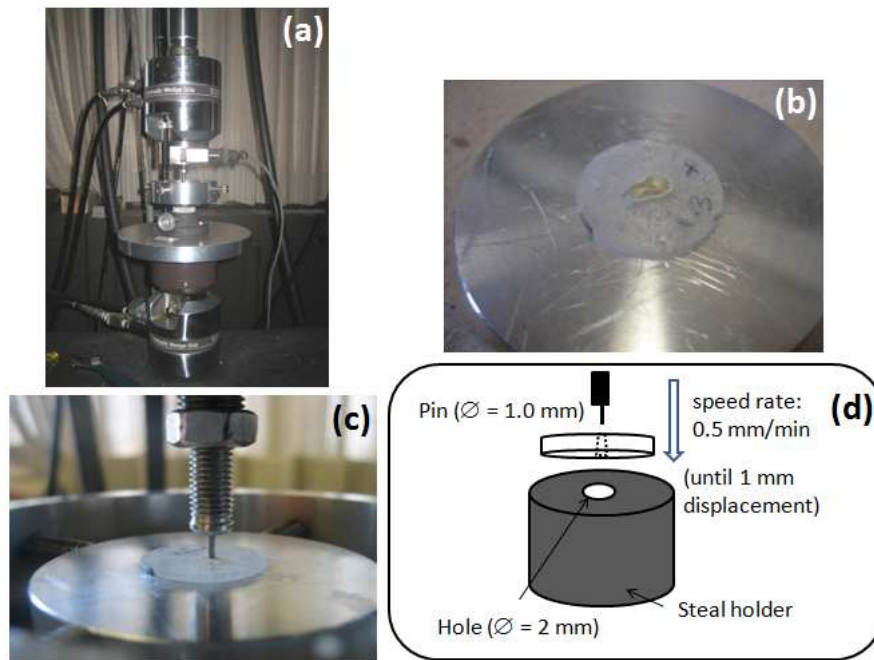 (a)
(b)
(c)
(d)
Pin (∅ = 1.0 mm)
speed rate:
0.5 mm/min
(until 1 mm
displacement)
Hole (∅ = 2 mm)
Steal holder